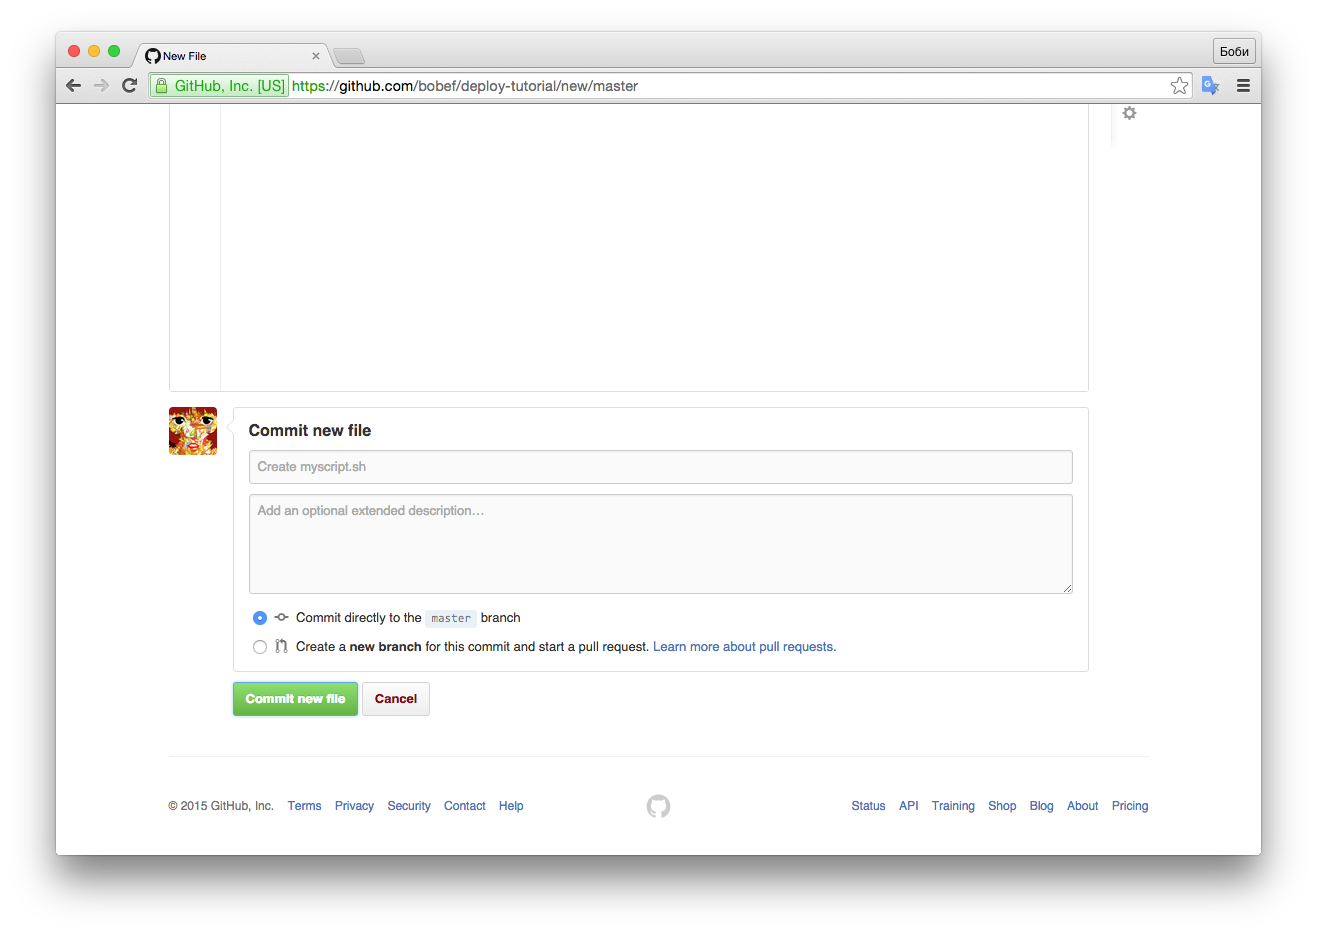 New File
Боби
GitHub, Inc. [US] https://github.com/bobef/deploy-tutorial/new/master
Commit new file
Create myscript.sh
Add an optional extended description…
Commit directly to the master branch
Create a new branch for this commit and start a pull request. Learn more about pull requests.
Commit new file Cancel
© 2015 GitHub, Inc. Terms Privacy Security Contact Help Status API Training Shop Blog About Pricing